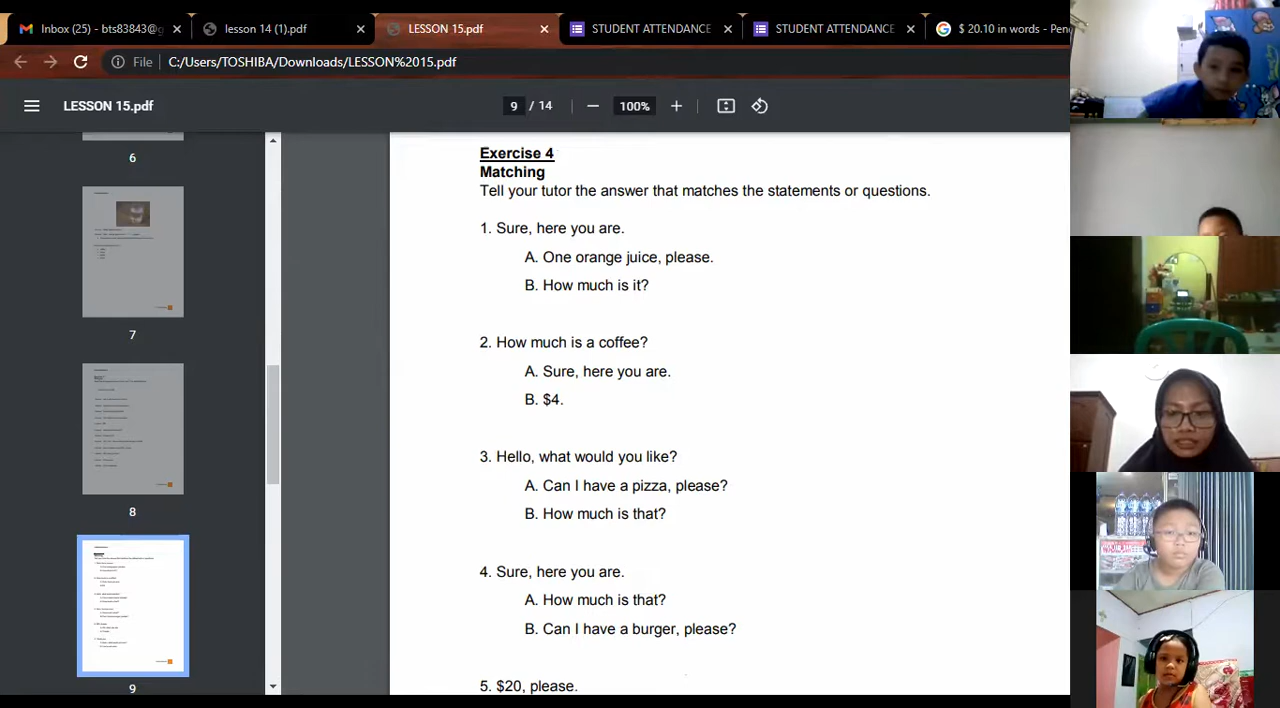 Inbox (25) - bts83843@g
lesson 14 (1).pdf
LESSON 15.pdf
STUDENT ATTENDANCE
STUDENT ATTENDANCE
$ 20.10 in words - Pen
File
C:/Users/TOSHIBA/Downloads/LESSON%2015.pdf
LESSON 15.pdf
9 / 14
100%
6
7
8
9
Exercise 4
Matching
Tell your tutor the answer that matches the statements or questions.
1. Sure, here you are.
A. One orange juice, please.
B. How much is it?
2. How much is a coffee?
A. Sure, here you are.
B. $4.
3. Hello, what would you like?
A. Can I have a pizza, please?
B. How much is that?
4. Sure, here you are.
A. How much is that?
B. Can I have a burger, please?
5. $20, please.